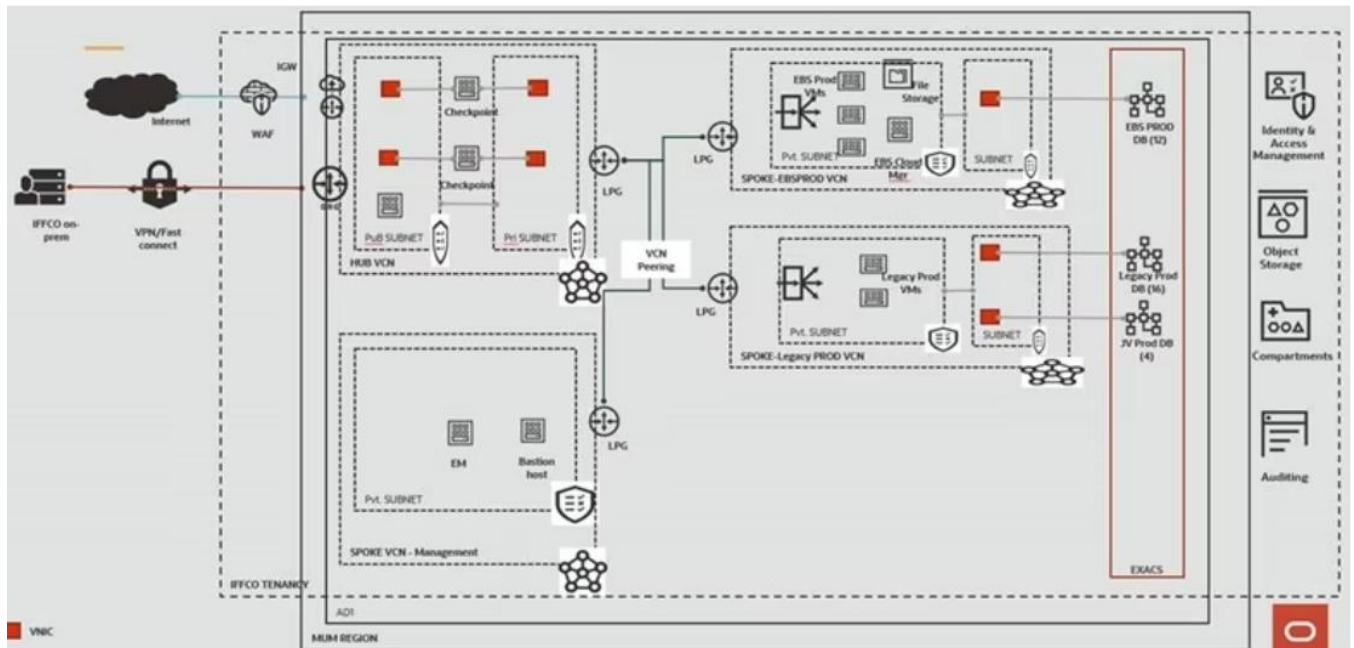 IGW
Internet
WAF
IFFCO on-
prem
VPN/Fast
connect
Checkpoint
Checkpoint
PuB SUBNET
Pri SUBNET
HUB VCN
LPG
VCN
Peering
LPG
EBS Prod
VMs
File
Storage
Pvt. SUBNET
EBS Cloud
Mgr
SUBNET
SPOKE-EBSPROD VCN
LPG
Legacy Prod
VMs
Pvt. SUBNET
SUBNET
SPOKE-Legacy PROD VCN
EBS PROD
DB (12)
Legacy Prod
DB (16)
JV Prod DB
(4)
EXACS
Identity &
Access
Management
Object
Storage
Compartments
Auditing
EM
Bastion
host
LPG
Pvt. SUBNET
SPOKE VCN - Management
IFFCO TENANCY
AD1
MUM REGION
VNIC